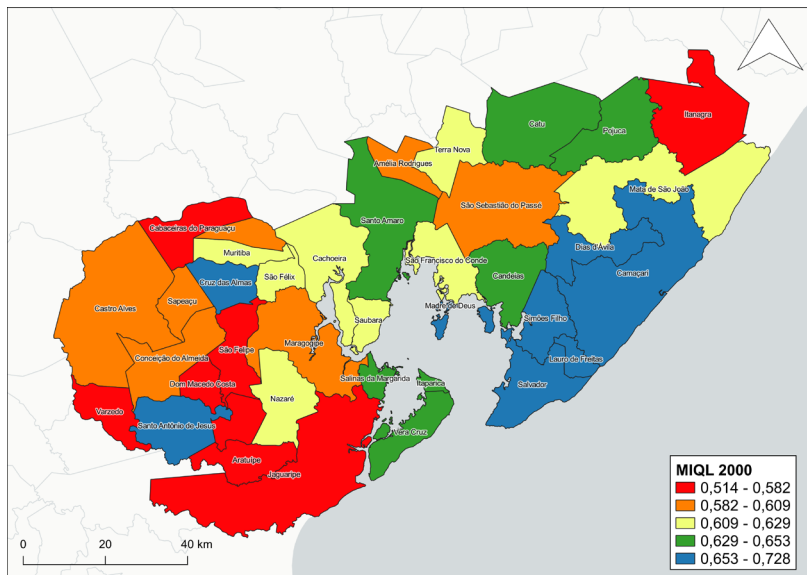 Itanagra
Catu
Pojuca
Terra Nova
Amélia Rodrigues
Mata de São João
São Sebastião do Passé
Santo Amaro
Cabaceiras do Paraguaçu
Dias d'Ávila
Muritiba
Cachoeira
São Francisco do Conde
Camaçari
Cruz das Almas
São Félix
Candeias
Sapeaçu
Castro Alves
Madre de Deus
Saubara
Simões Filho
Maragogipe
São Felipe
Conceição do Almeida
Lauro de Freitas
Salinas da Margarida
Itaparica
Dom Macedo Costa
Salvador
Nazaré
Varzedo
Santo Antônio de Jesus
Vera Cruz
Aratuípe
Jaguaripe
MIQL 2000
0,514 - 0,582
0,582 - 0,609
0,609 - 0,629
0,629 - 0,653
0,653 - 0,728
0 20 40 km